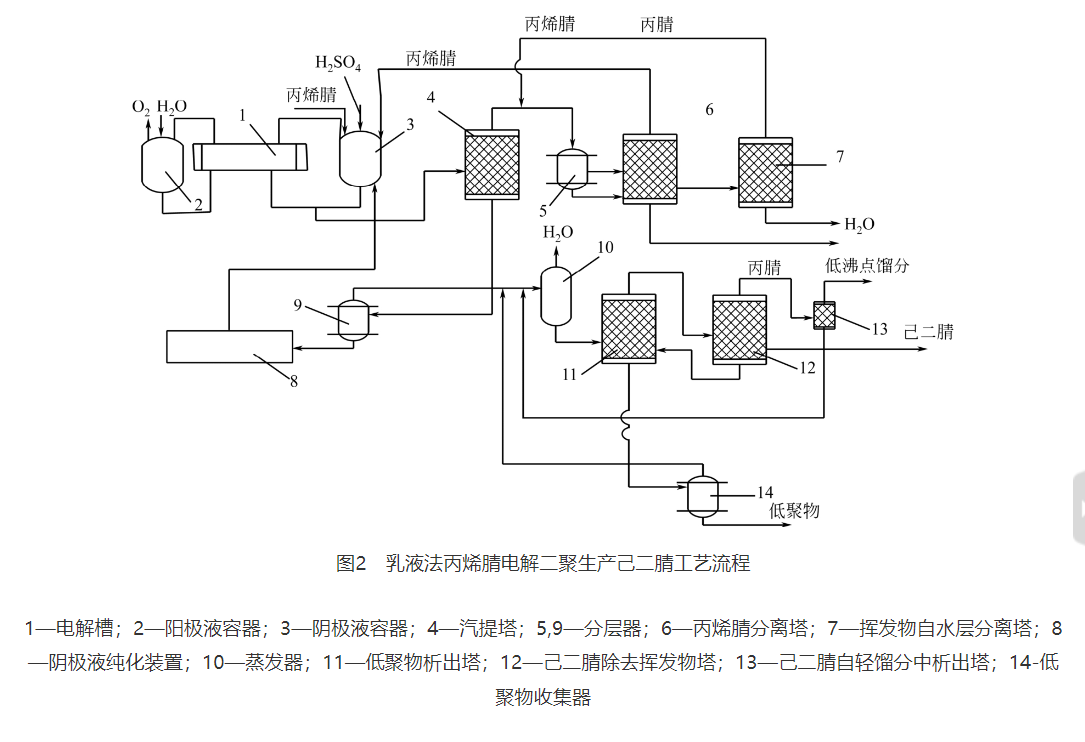 丙烯腈 丙腈
H₂SO₄ 丙烯腈
丙烯腈
O₂ H₂O
1
2
3
4
5
6
7
H₂O
H₂O
8
9
10
11
丙腈
低沸点馏分
12
13
己二腈
14
低聚物
图2 乳液法丙烯腈电解二聚生产己二腈工艺流程
1—电解槽；2—阳极液容器；3—阴极液容器；4—汽提塔；5,9—分层器；6—丙烯腈分离塔；7—挥发物自水层分离塔；8
—阴极液纯化装置；10—蒸发器；11—低聚物析出塔；12—己二腈除去挥发物塔；13—己二腈自轻馏分中析出塔；14-低
聚物收集器